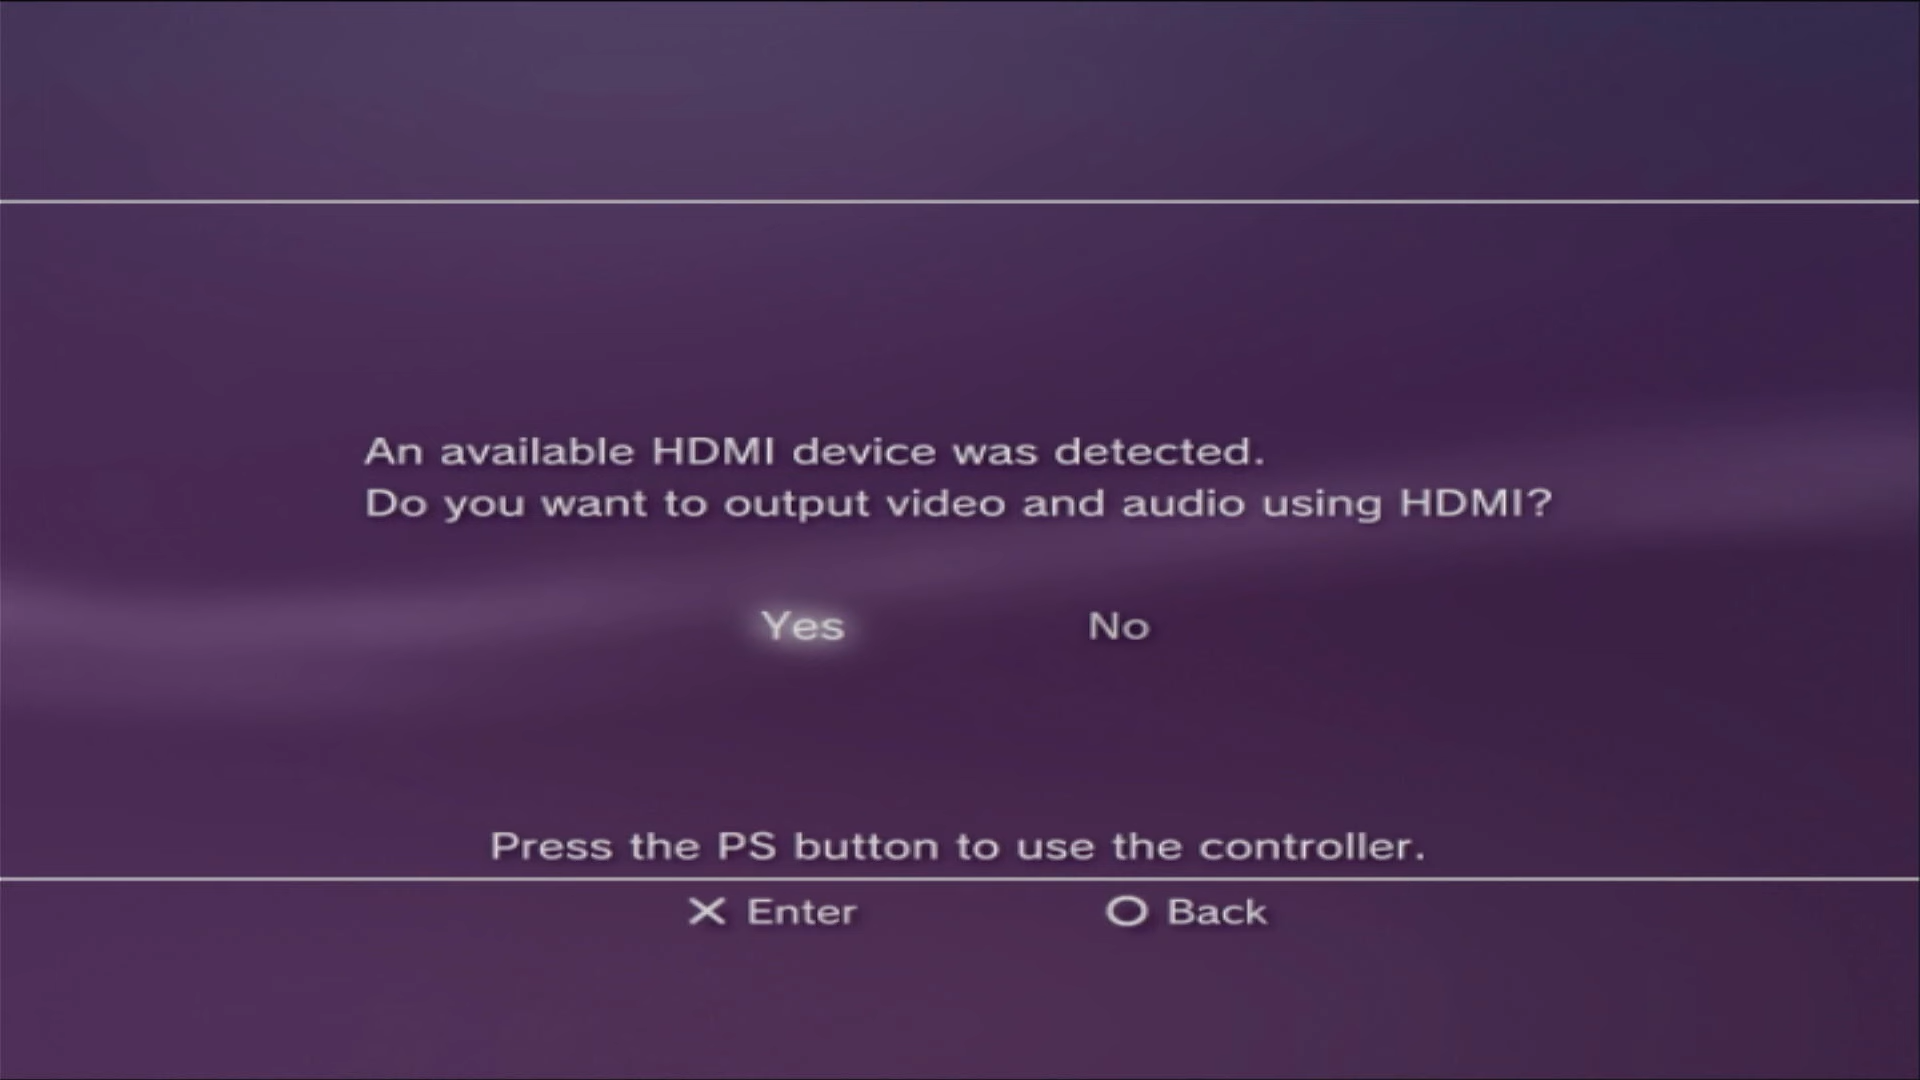 An available HDMI device was detected.
Do you want to output video and audio using HDMI?
Yes No
Press the PS button to use the controller.
X Enter O Back